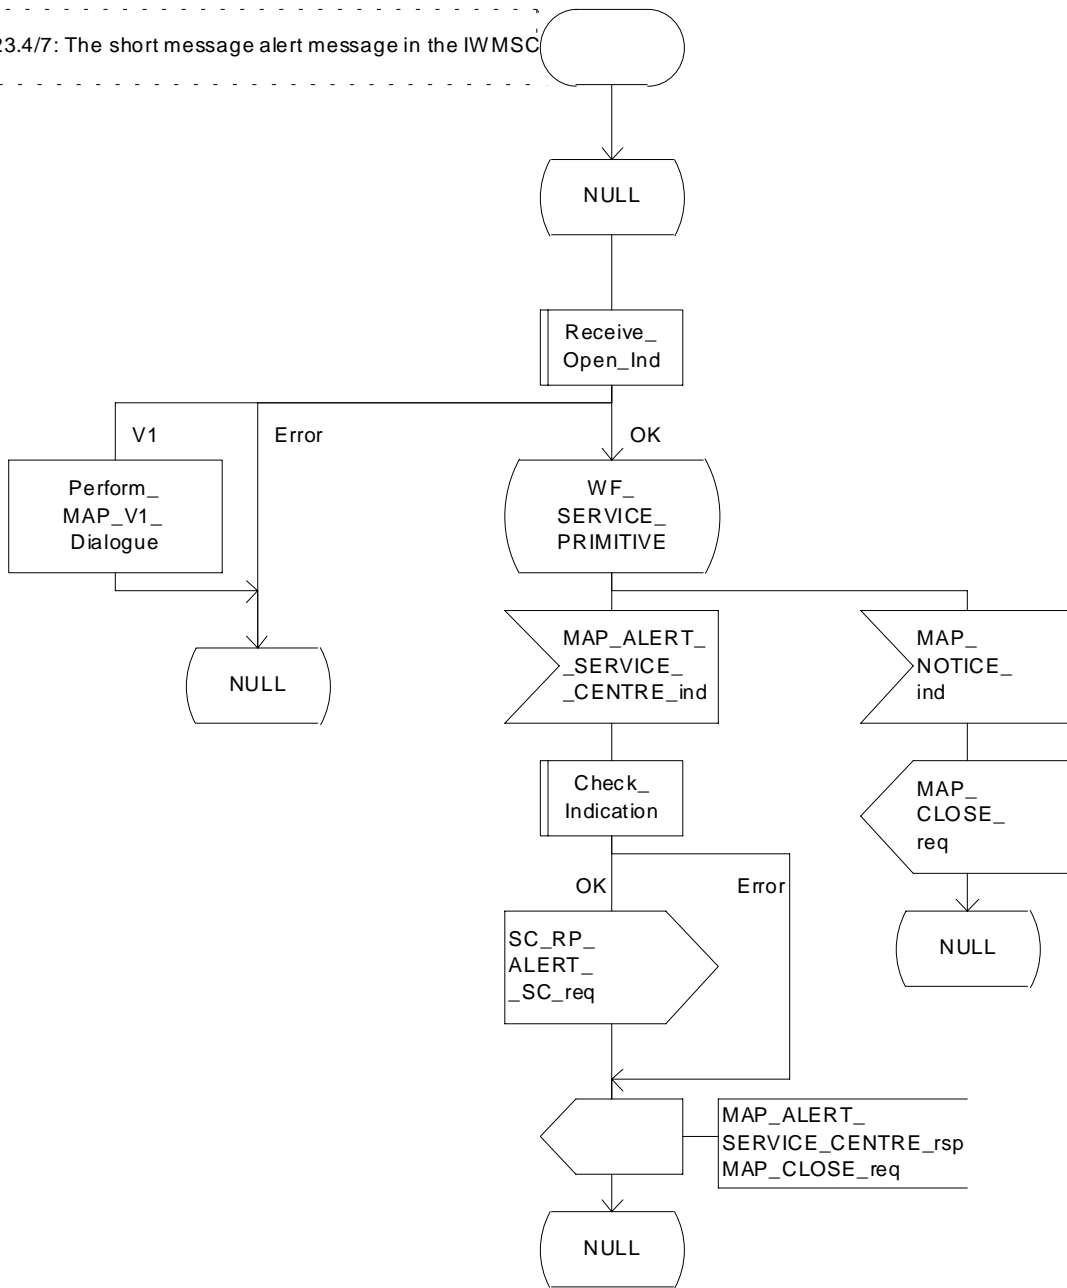 23.4/7: The short message alert message in the IWMSC
NULL
Receive_
Open_Ind
V1
Error
OK
Perform_
MAP_V1_
Dialogue
WF_
SERVICE_
PRIMITIVE
NULL
MAP_ALERT_
_SERVICE_
_CENTRE_ind
MAP_
NOTICE_
ind
Check_
Indication
MAP_
CLOSE_
req
OK
Error
SC_RP_
ALERT_
_SC_req
NULL
MAP_ALERT_
SERVICE_CENTRE_rsp
MAP_CLOSE_req
NULL